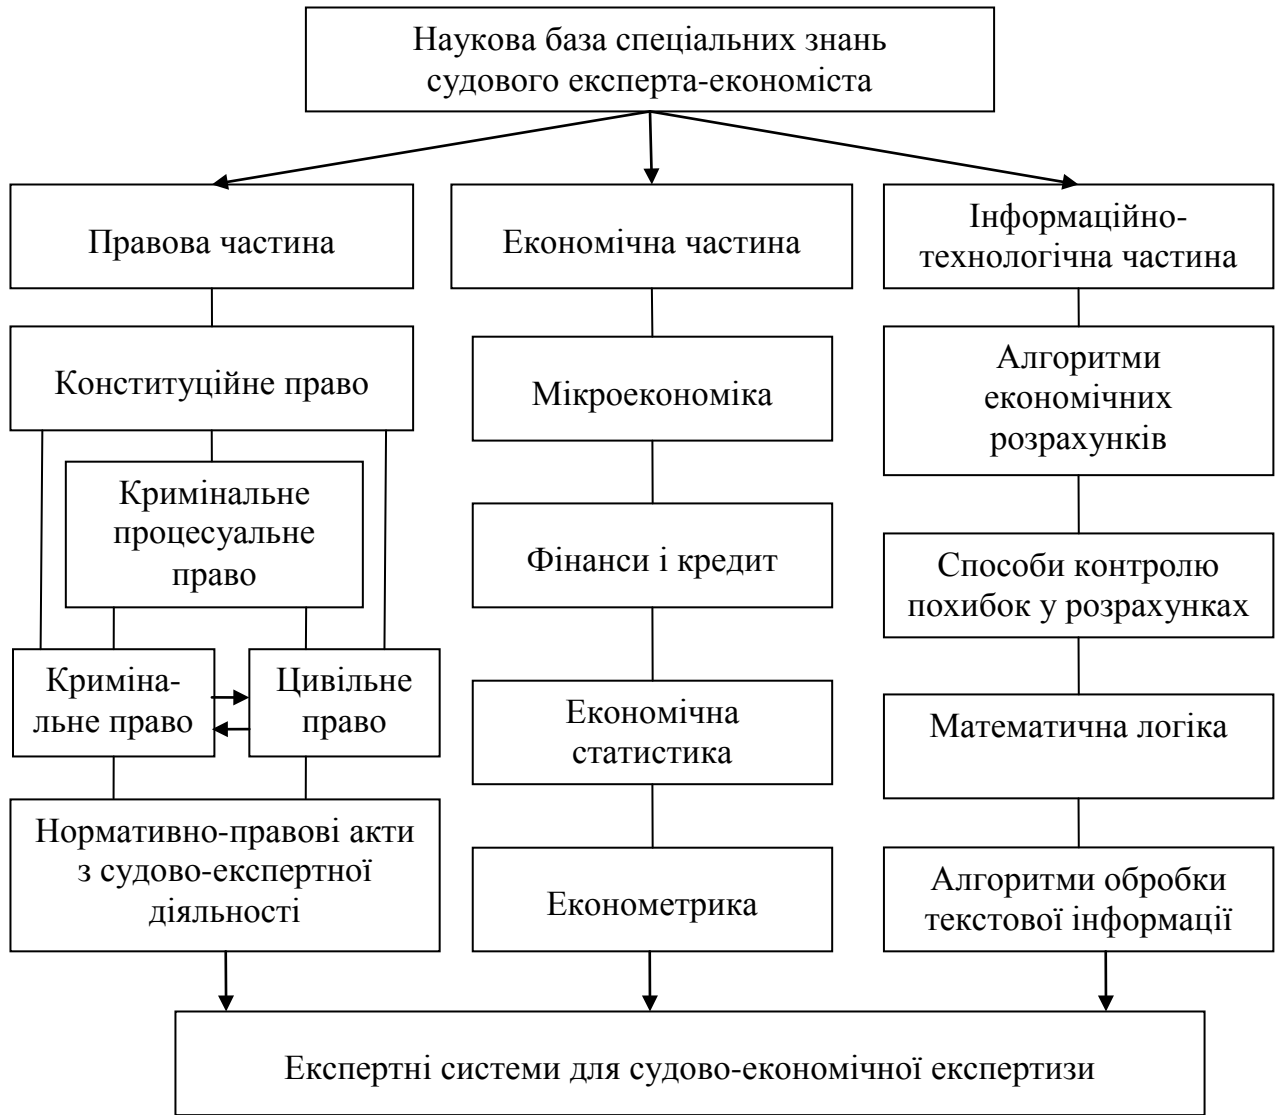 Наукова база спеціальних знань
судового експерта-економіста
Правова частина
Економічна частина
Інформаційно-
технологічна частина
Конституційне право
Мікроекономіка
Алгоритми
економічних
розрахунків
Кримінальне
процесуальне
право
Фінанси і кредит
Способи контролю
похибок у розрахунках
Криміна-
льне право
Цивільне
право
Економічна
статистика
Математична логіка
Нормативно-правові акти
з судово-експертної
діяльності
Економетрика
Алгоритми обробки
текстової інформації
Експертні системи для судово-економічної експертизи